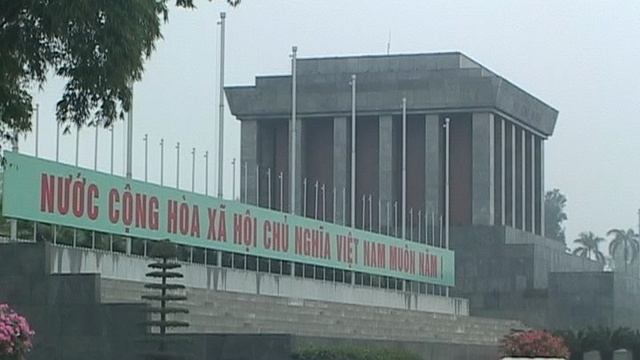 NƯỚC CỘNG HÒA XÃ HỘI CHỦ NGHĨA VIỆT NAM MUÔN NĂM !